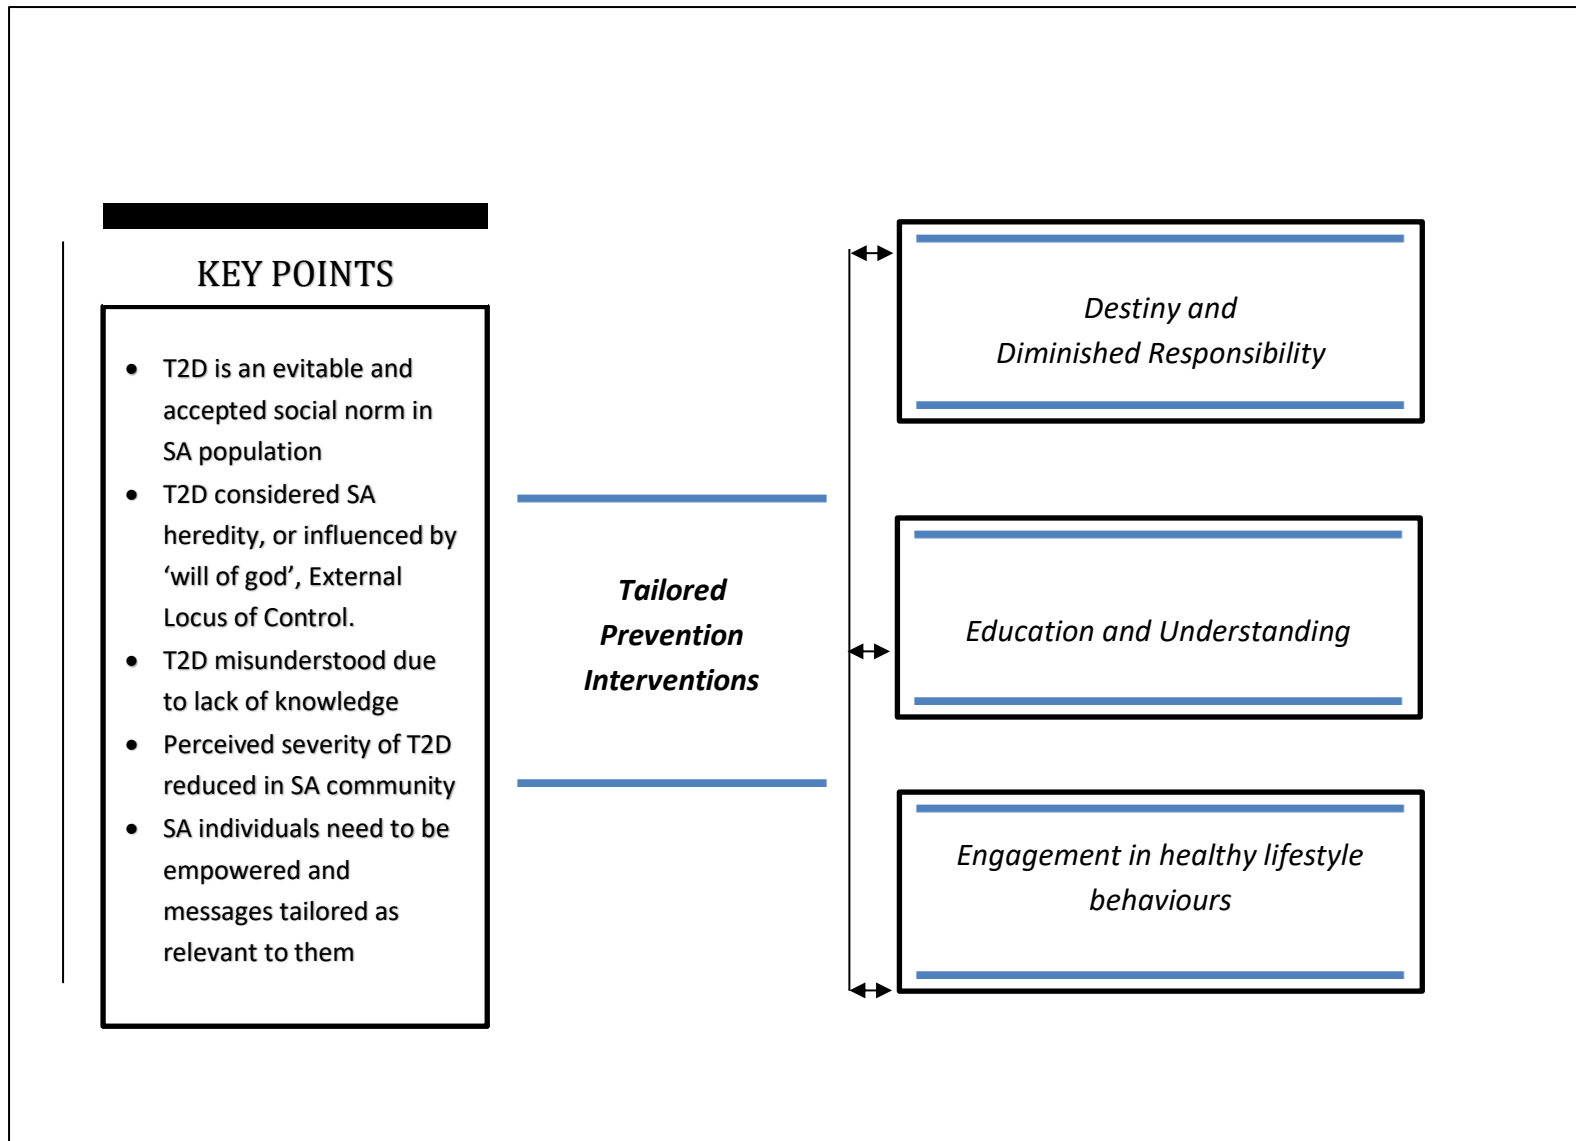 KEY POINTS
• T2D is an evitable and
accepted social norm in
SA population
• T2D considered SA
heredity, or influenced by
‘will of god’, External
Locus of Control.
• T2D misunderstood due
to lack of knowledge
• Perceived severity of T2D
reduced in SA community
• SA individuals need to be
empowered and
messages tailored as
relevant to them
Tailored
Prevention
Interventions
Destiny and
Diminished Responsibility
Education and Understanding
Engagement in healthy lifestyle
behaviours